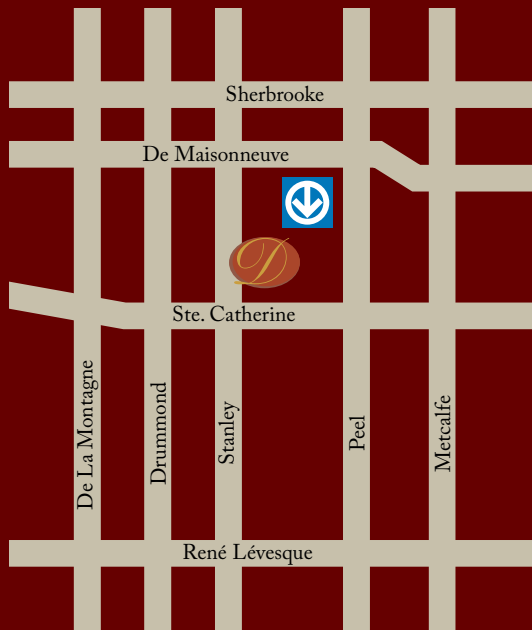 Sherbrooke
De Maisonneuve
D
Ste. Catherine
De La Montagne
Drummond
Stanley
Peel
Metcalfe
René Lévesque